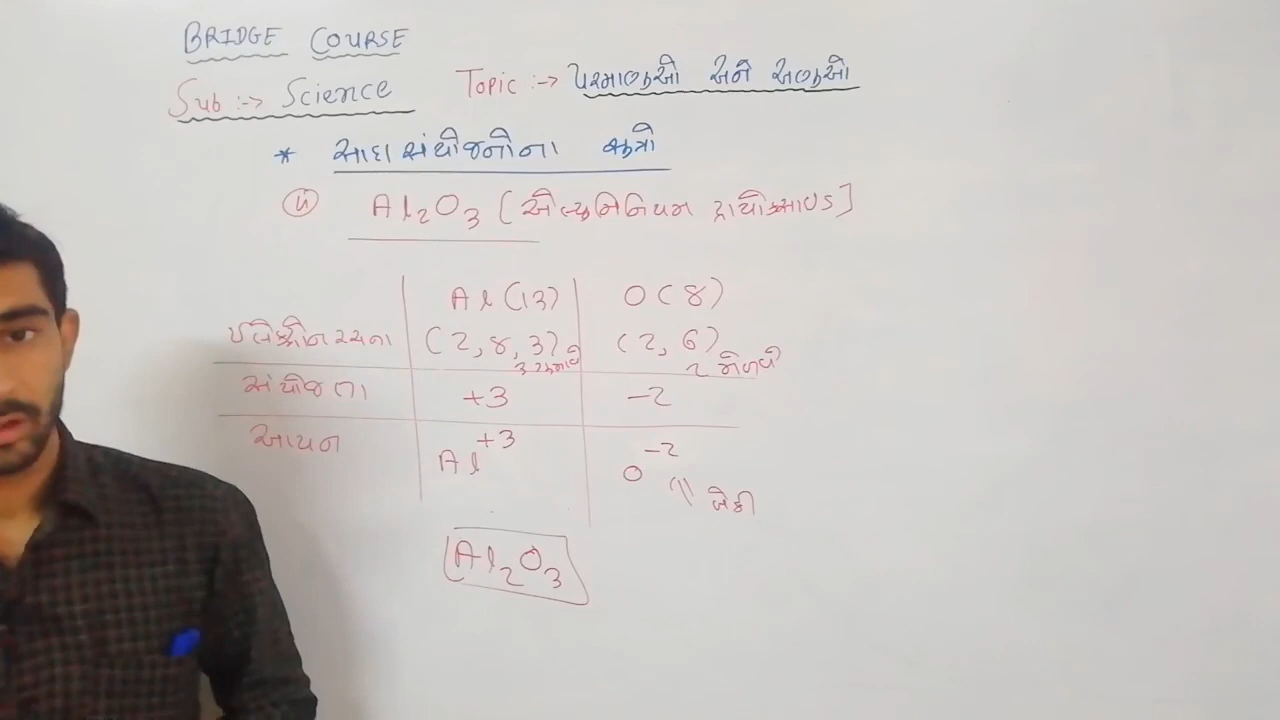 BRIDGE COURSE
Sub :-> Science
Topic :-> પરમાણુઓ અને અણુઓ
* સાદા સંયોજનોના સૂત્રો
Al₂O₃ [એલ્યુમિનિયમ ટ્રાયોક્સાઇડ]
Al (13) O (8)
ઇલેક્ટ્રોન રચના (2, 8, 3) (2, 6)
3 ગુમાવે 2 મેળવે
સંયોજકતા +3 -2
આયન Al⁺³ O⁻²
Al₂O₃